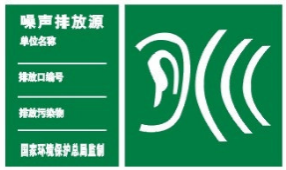 噪声排放源
单位名称
排放口编号
排放污染物
国家环境保护总局监制